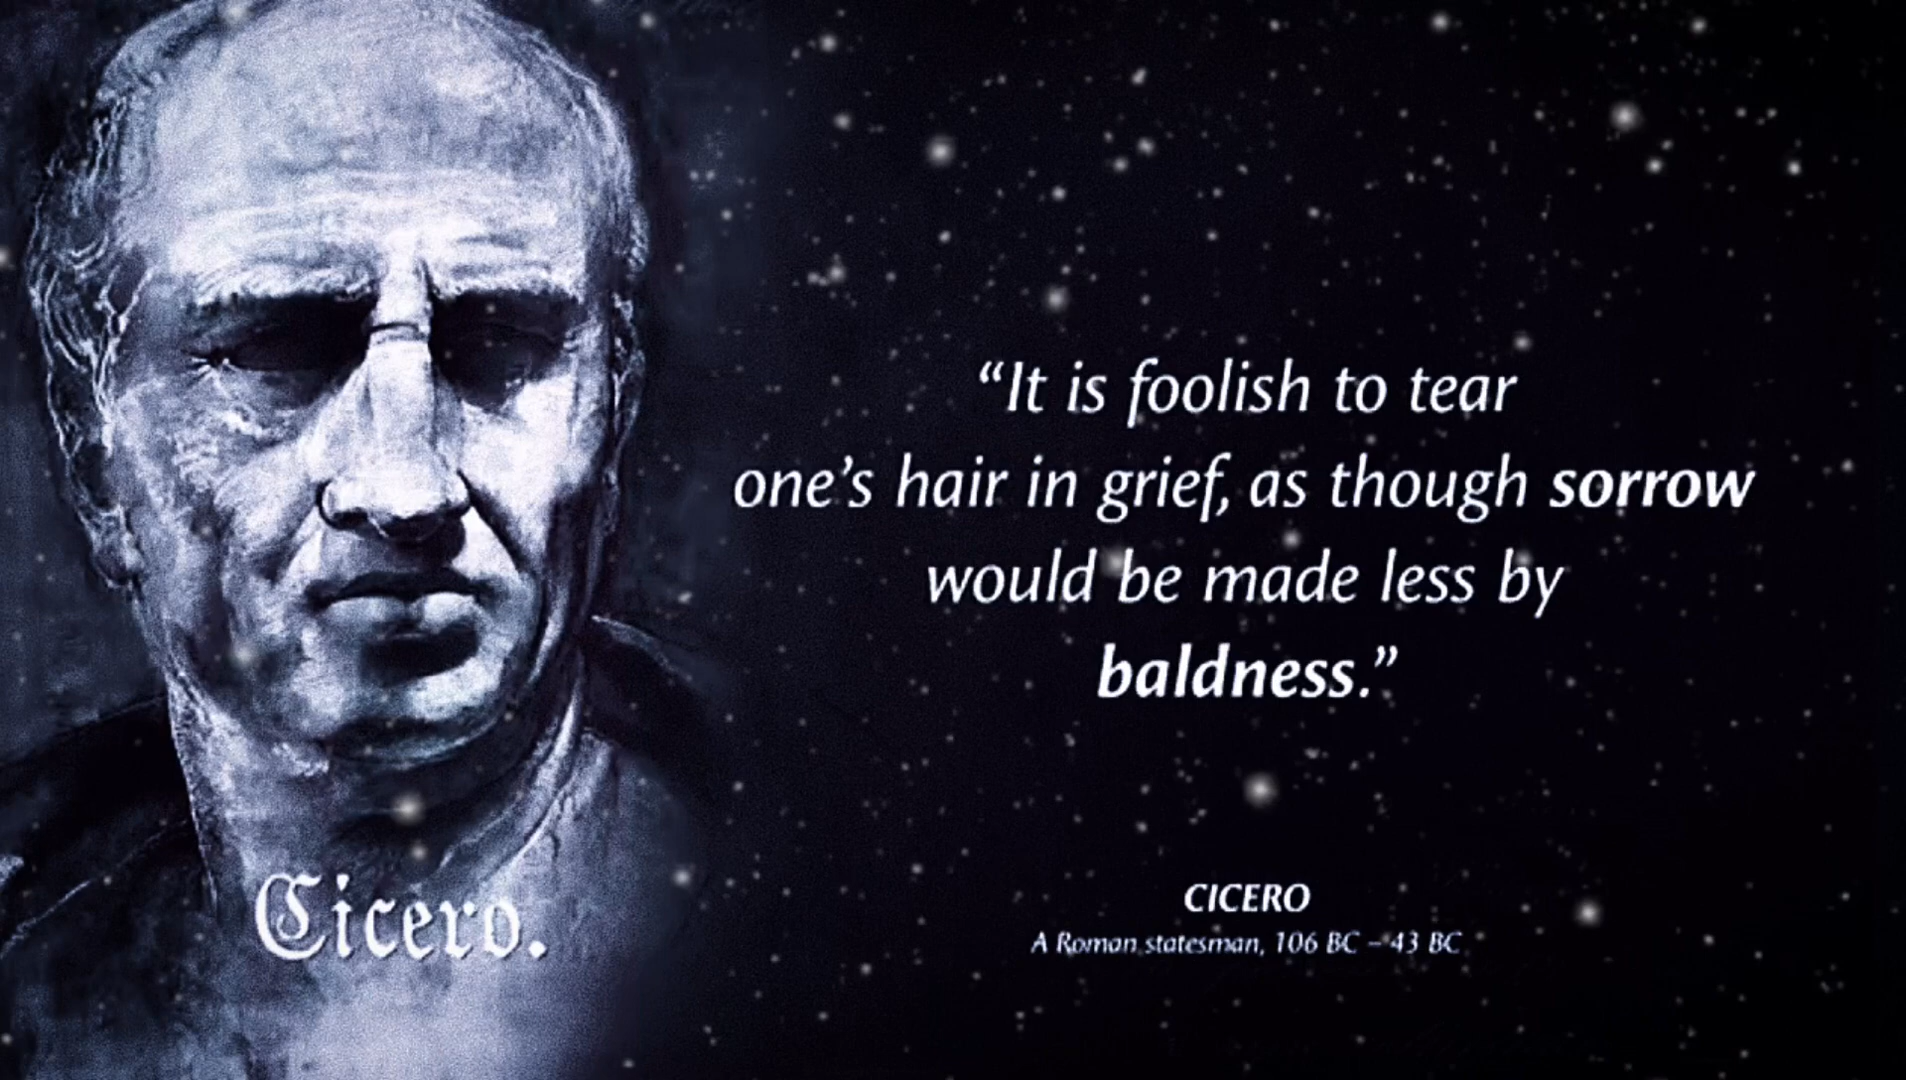 “It is foolish to tear
one’s hair in grief, as though sorrow
would be made less by
baldness.”
CICERO
A Roman statesman, 106 BC – 43 BC
Cicero.